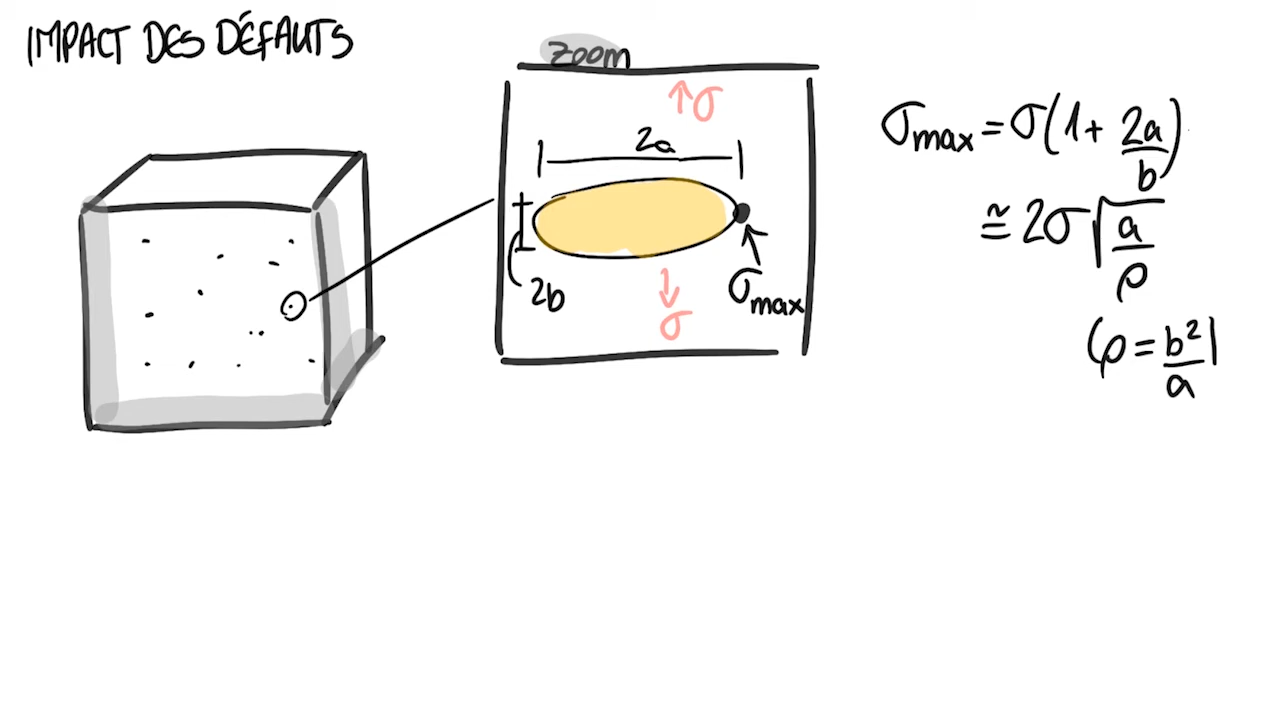 IMPACT DES DÉFAUTS
Zoom
↑σ
2a
2b
σmax
↓
σ
σmax = σ(1 + 2a/b)
≅ 2σ√(a/ρ)
(ρ = b²/a)